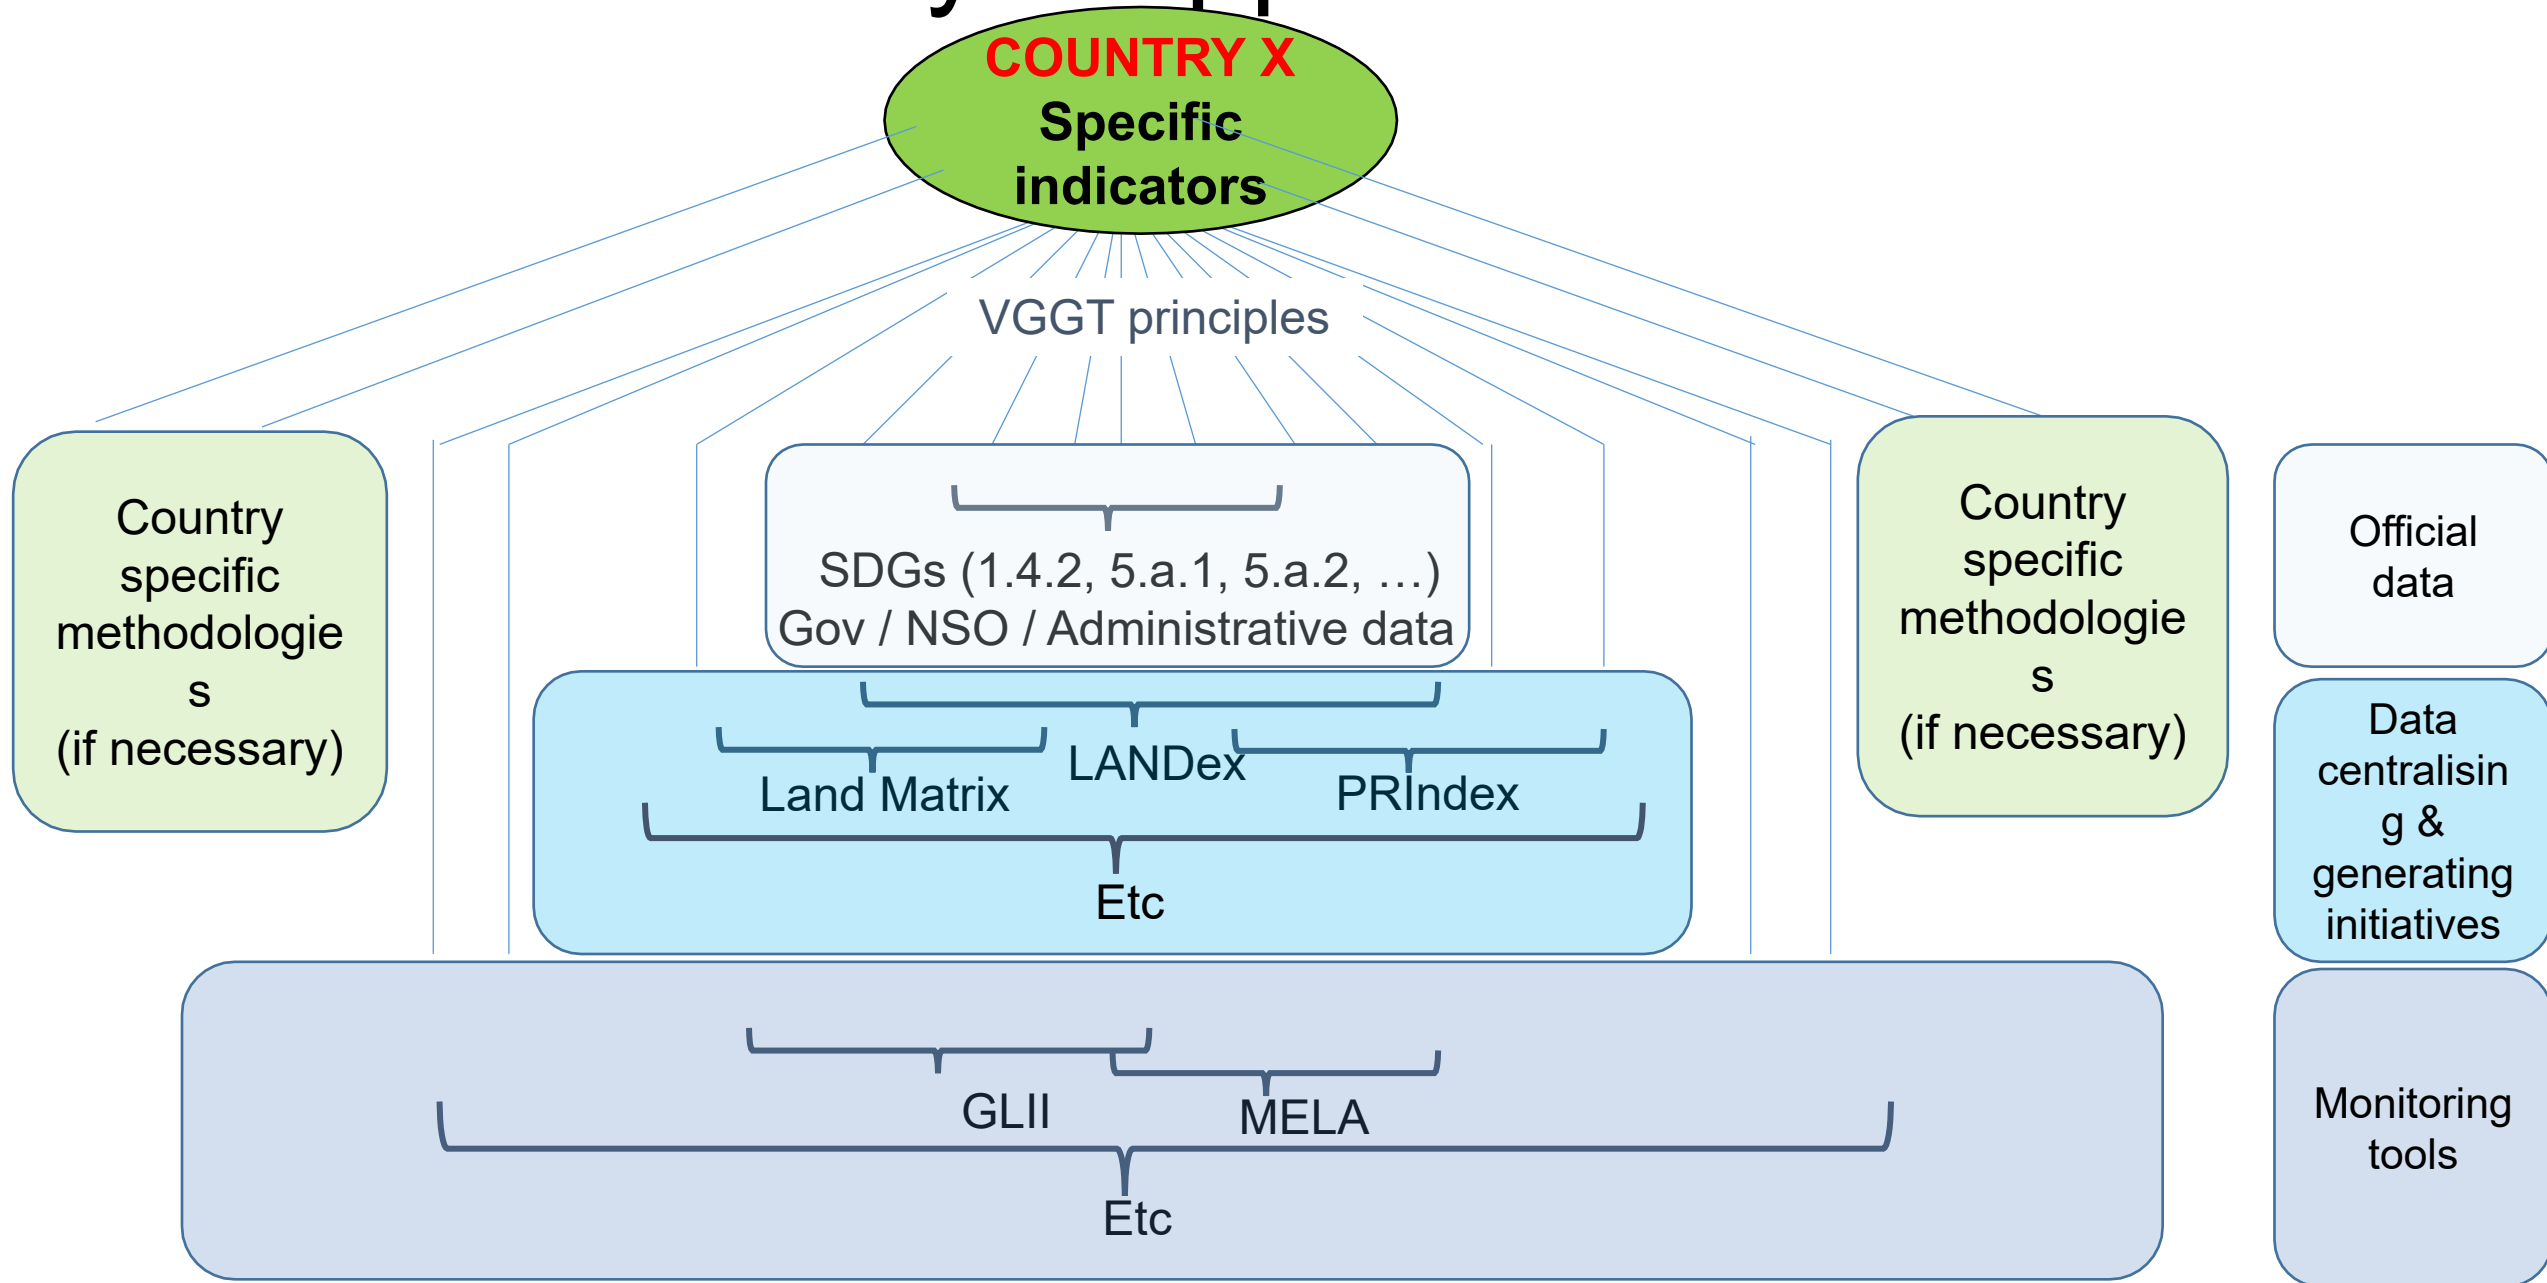 COUNTRY X
Specific
indicators
VGGT principles
Country
specific
methodologie
s
(if necessary)
SDGs (1.4.2, 5.a.1, 5.a.2, …)
Gov / NSO / Administrative data
LANDex
Land Matrix
PRIndex
Etc
GLII
MELA
Etc
Country
specific
methodologie
s
(if necessary)
Official
data
Data
centralisin
g &
generating
initiatives
Monitoring
tools